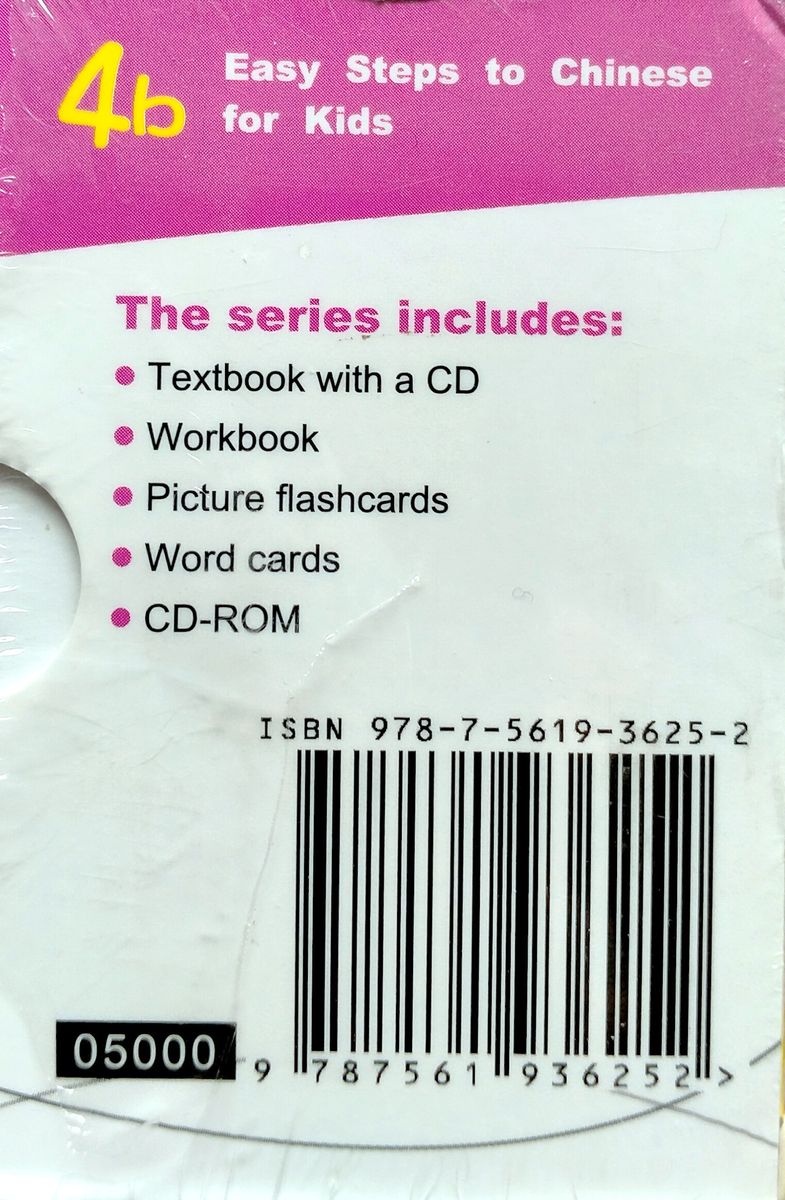 4b
Easy Steps to Chinese
for Kids
The series includes:
• Textbook with a CD
• Workbook
• Picture flashcards
• Word cards
• CD-ROM
ISBN 978-7-5619-3625-2
05000
9 787561 936252 >